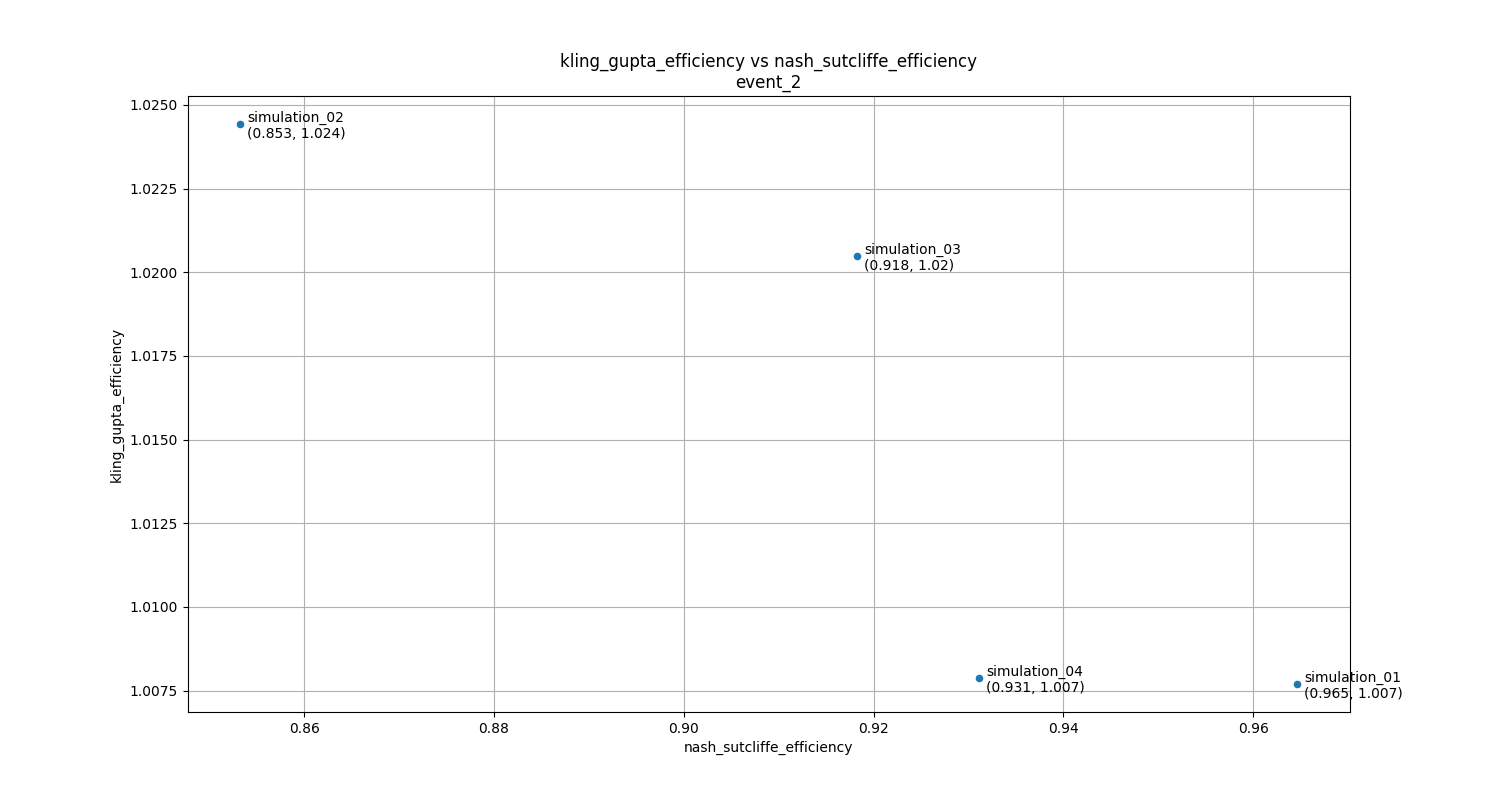 kling_gupta_efficiency vs nash_sutcliffe_efficiency
event_2
1.0250
1.0225
1.0200
1.0175
1.0150
1.0125
1.0100
1.0075
kling_gupta_efficiency
simulation_02
(0.853, 1.024)
simulation_03
(0.918, 1.02)
simulation_04
(0.931, 1.007)
simulation_01
(0.965, 1.007)
0.86
0.88
0.90
0.92
0.94
0.96
nash_sutcliffe_efficiency